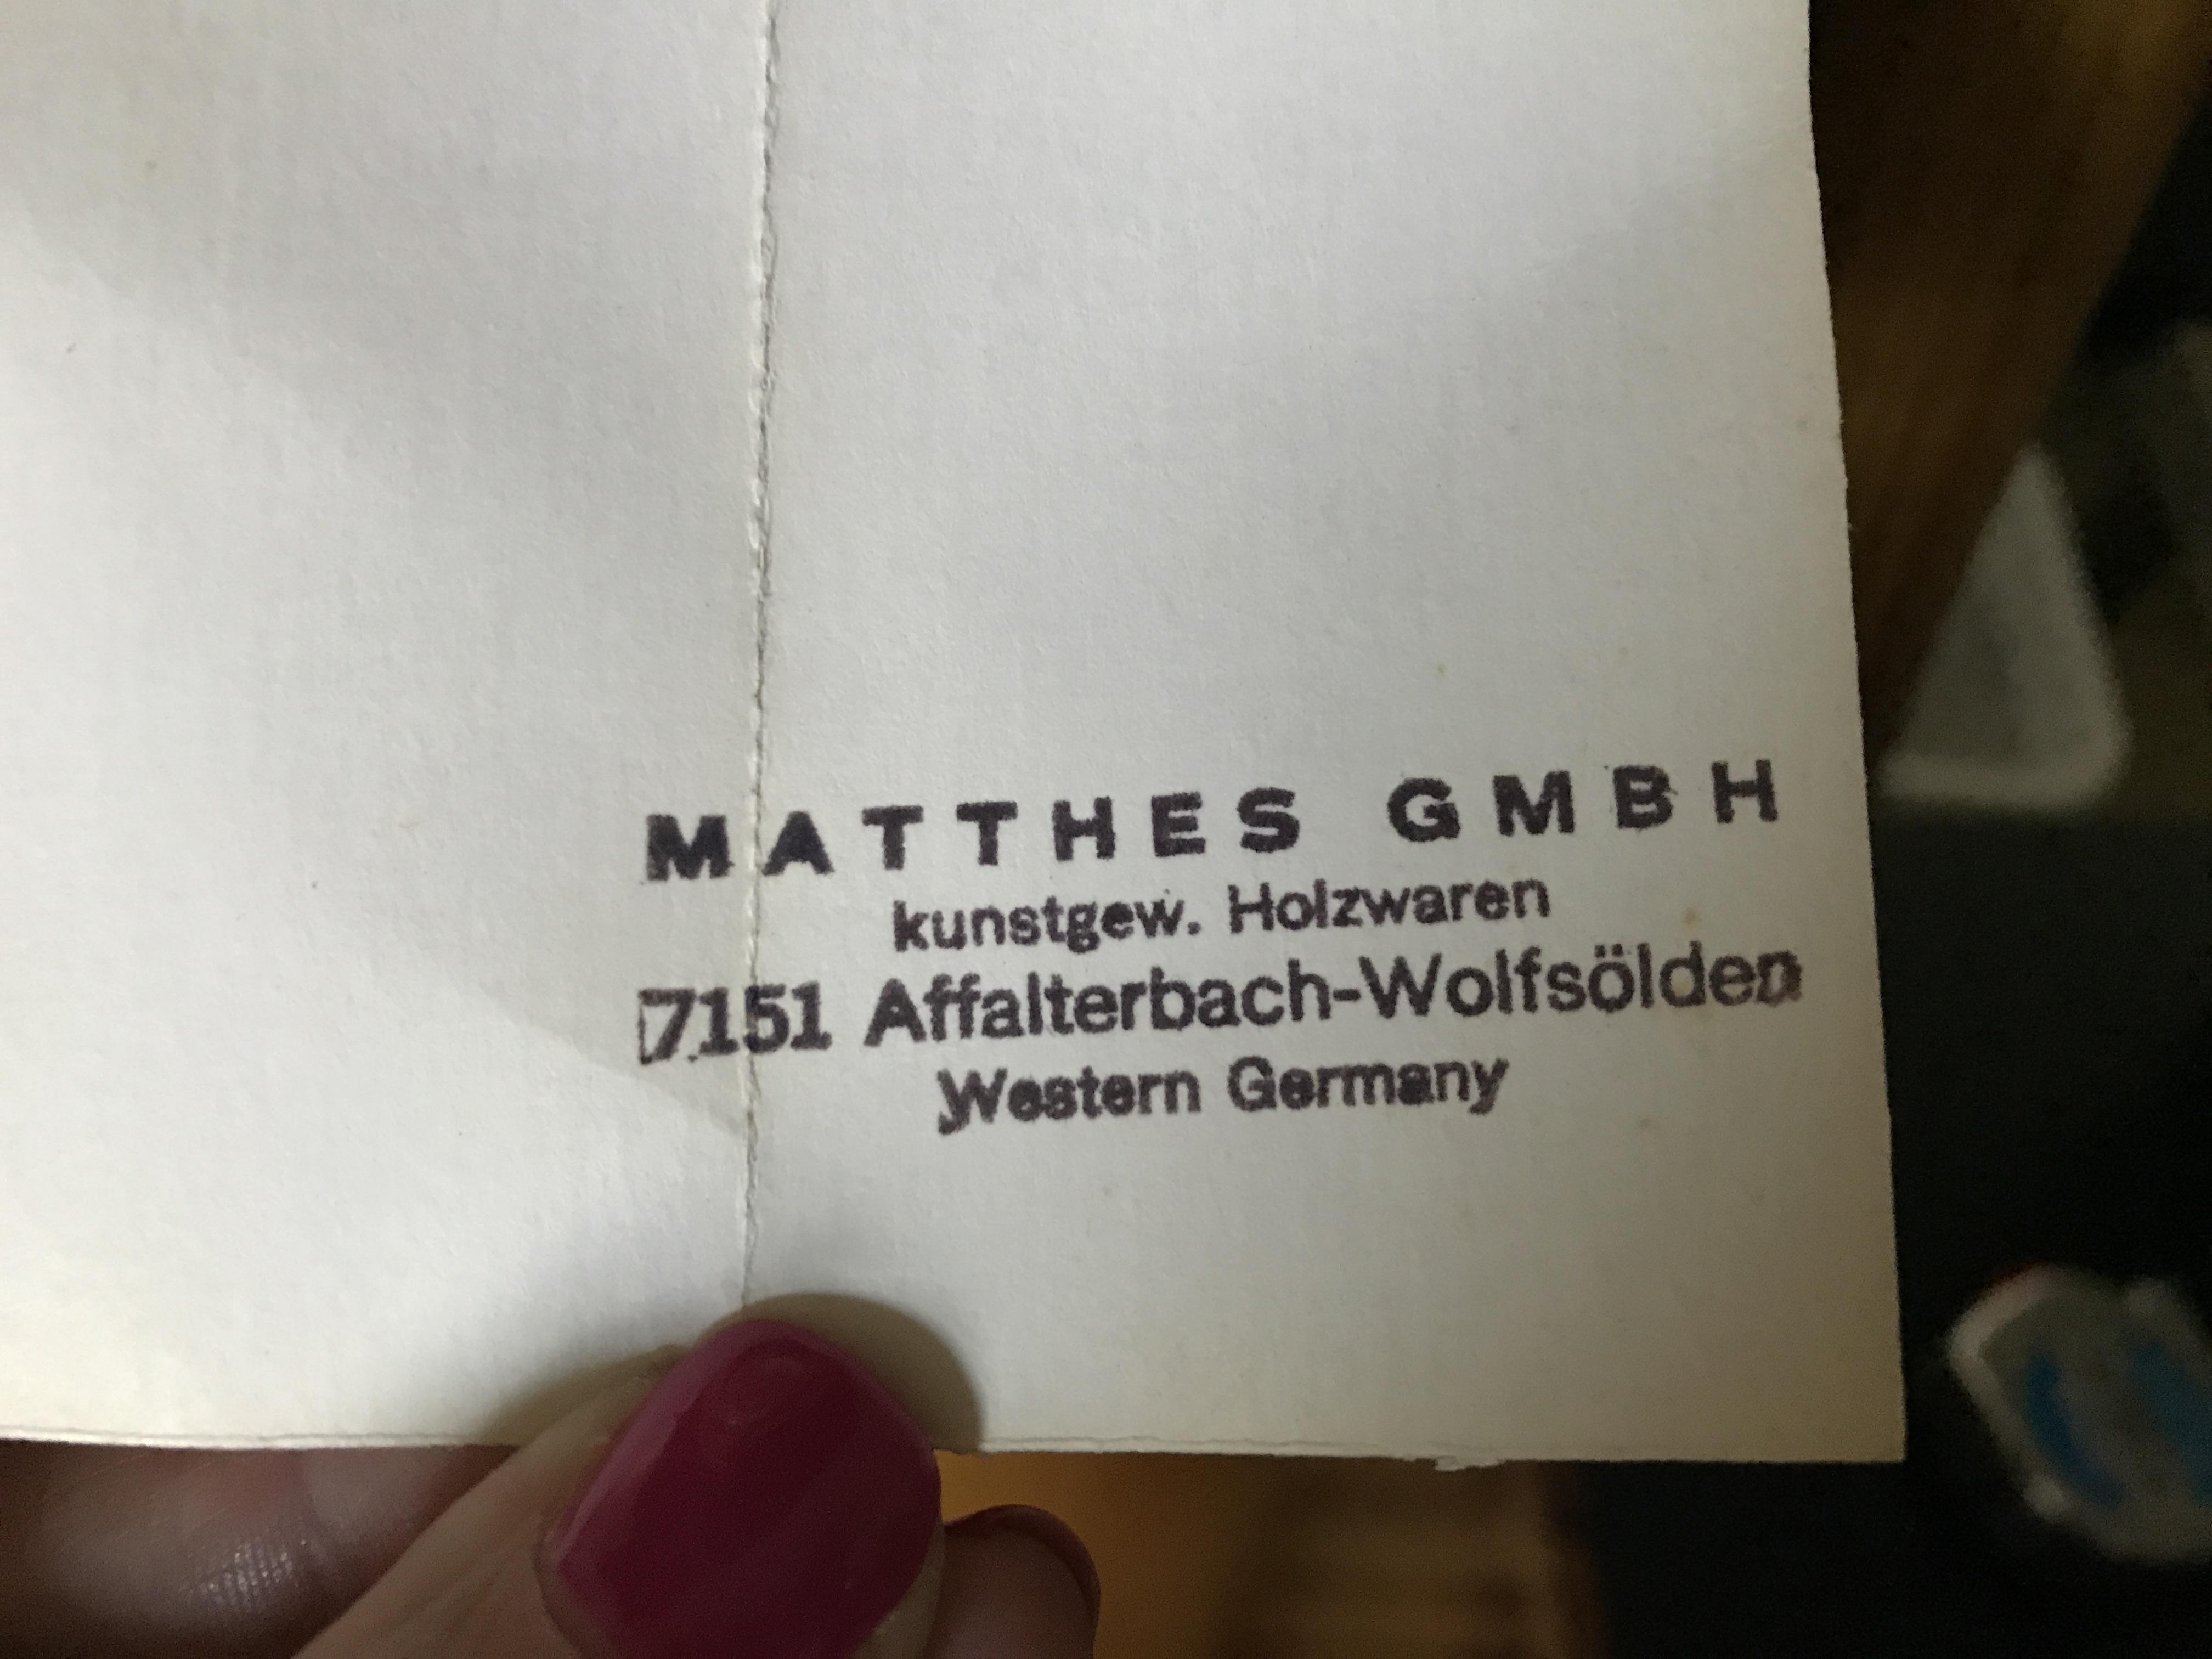 MATTHES GMBH
kunstgew. Holzwaren
7151 Affalterbach-Wolfsölden
Western Germany